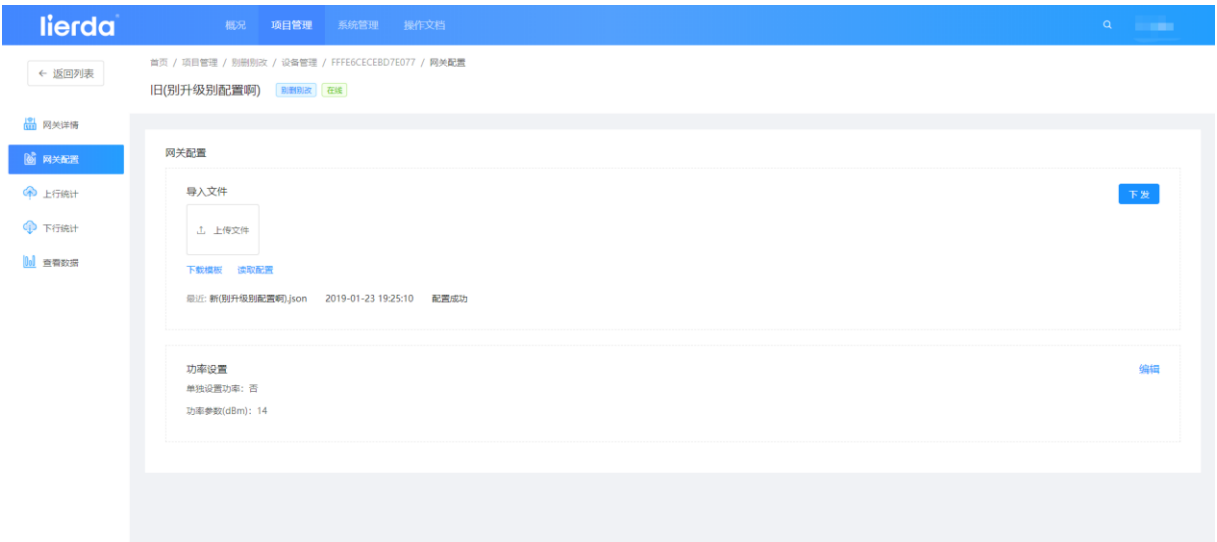 lierda 概况 项目管理 系统管理 操作文档
← 返回列表
首页 / 项目管理 / 别删别改 / 设备管理 / FFFE6CECEBD7E077 / 网关配置
旧(别升级别配置啊) 别删别改 在线
网关详情
网关配置
上行统计
下行统计
查看数据
网关配置
导入文件
下 发
上传文件
下载模板 读取配置
最近: 新(别升级别配置啊).json 2019-01-23 19:25:10 配置成功
功率设置
编辑
单独设置功率: 否
功率参数(dBm): 14